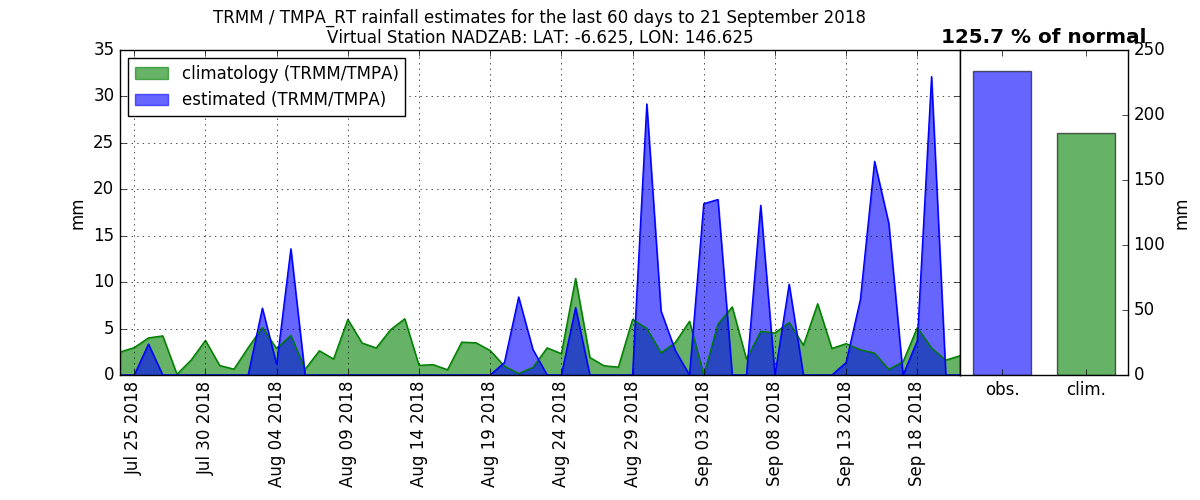 TRMM / TMPA_RT rainfall estimates for the last 60 days to 21 September 2018
Virtual Station NADZAB: LAT: -6.625, LON: 146.625
125.7 % of normal
climatology (TRMM/TMPA)
estimated (TRMM/TMPA)
35
30
25
20
15
10
5
0
mm
Jul 25 2018
Jul 30 2018
Aug 04 2018
Aug 09 2018
Aug 14 2018
Aug 19 2018
Aug 24 2018
Aug 29 2018
Sep 03 2018
Sep 08 2018
Sep 13 2018
Sep 18 2018
250
200
150
100
50
0
mm
obs.
clim.